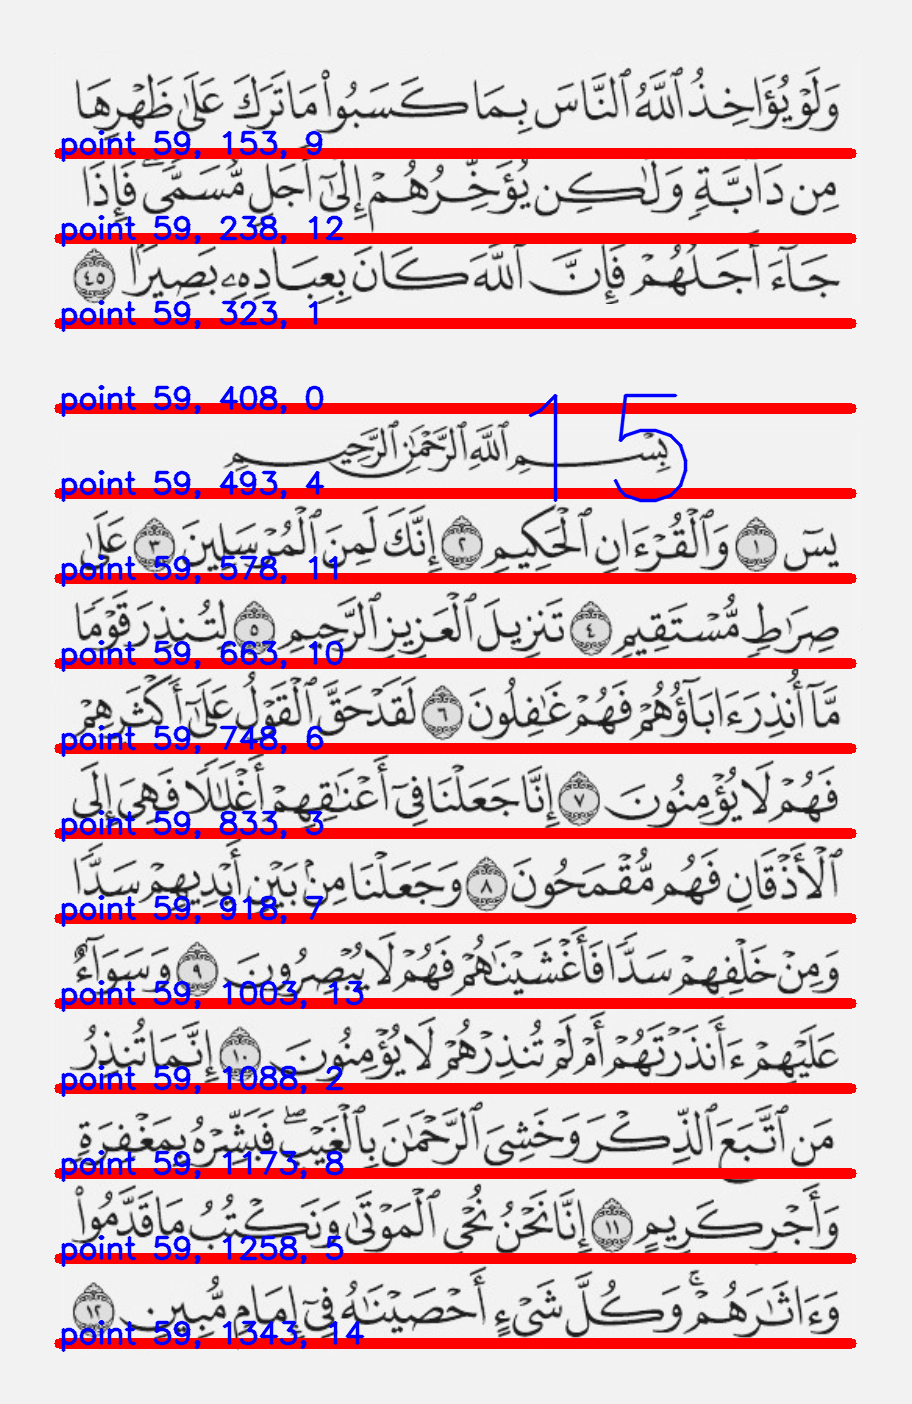 وَلَوْ يُؤَاخِذُ ٱللَّهُ ٱلنَّاسَ بِمَا كَسَبُوا۟ مَا تَرَكَ عَلَىٰ ظَهْرِهَا
point 59, 153, 9
مِن دَآبَّةٍ وَلَٰكِن يُؤَخِّرُهُمْ إِلَىٰٓ أَجَلٍ مُّسَمًّى ۖ فَإِذَا
point 59, 238, 12
جَآءَ أَجَلُهُمْ فَإِنَّ ٱللَّهَ كَانَ بِعِبَادِهِۦ بَصِيرًۢا ٤٥
point 59, 323, 1
point 59, 408, 0
15
بِسْمِ ٱللَّهِ ٱلرَّحْمَٰنِ ٱلرَّحِيمِ
point 59, 493, 4
يسٓ ١ وَٱلْقُرْءَانِ ٱلْحَكِيمِ ٢ إِنَّكَ لَمِنَ ٱلْمُرْسَلِينَ ٣ عَلَىٰ
point 59, 578, 11
صِرَٰطٍ مُّسْتَقِيمٍ ٤ تَنزِيلَ ٱلْعَزِيزِ ٱلرَّحِيمِ ٥ لِتُنذِرَ قَوْمًا
point 59, 663, 10
مَّآ أُنذِرَ ءَابَآؤُهُمْ فَهُمْ غَٰفِلُونَ ٦ لَقَدْ حَقَّ ٱلْقَوْلُ عَلَىٰٓ أَكْثَرِهِمْ
point 59, 748, 6
فَهُمْ لَا يُؤْمِنُونَ ٧ إِنَّا جَعَلْنَا فِىٓ أَعْنَٰقِهِمْ أَغْلَٰلًا فَهِىَ إِلَى
point 59, 833, 3
ٱلْأَذْقَانِ فَهُم مُّقْمَحُونَ ٨ وَجَعَلْنَا مِنۢ بَيْنِ أَيْدِيهِمْ سَدًّا
point 59, 918, 7
وَمِنْ خَلْفِهِمْ سَدًّا فَأَغْشَيْنَٰهُمْ فَهُمْ لَا يُبْصِرُونَ ٩ وَسَوَآءٌ
point 59, 1003, 13
عَلَيْهِمْ ءَأَنذَرْتَهُمْ أَمْ لَمْ تُنذِرْهُمْ لَا يُؤْمِنُونَ ١٠ إِنَّمَا تُنذِرُ
point 59, 1088, 2
مَنِ ٱتَّبَعَ ٱلذِّكْرَ وَخَشِىَ ٱلرَّحْمَٰنَ بِٱلْغَيْبِ ۖ فَبَشِّرْهُ بِمَغْفِرَةٍ
point 59, 1173, 8
وَأَجْرٍ كَرِيمٍ ١١ إِنَّا نَحْنُ نُحْىِ ٱلْمَوْتَىٰ وَنَكْتُبُ مَا قَدَّمُوا۟
point 59, 1258, 5
وَءَاثَٰرَهُمْ ۚ وَكُلَّ شَىْءٍ أَحْصَيْنَٰهُ فِىٓ إِمَامٍ مُّبِينٍ ١٢
point 59, 1343, 14